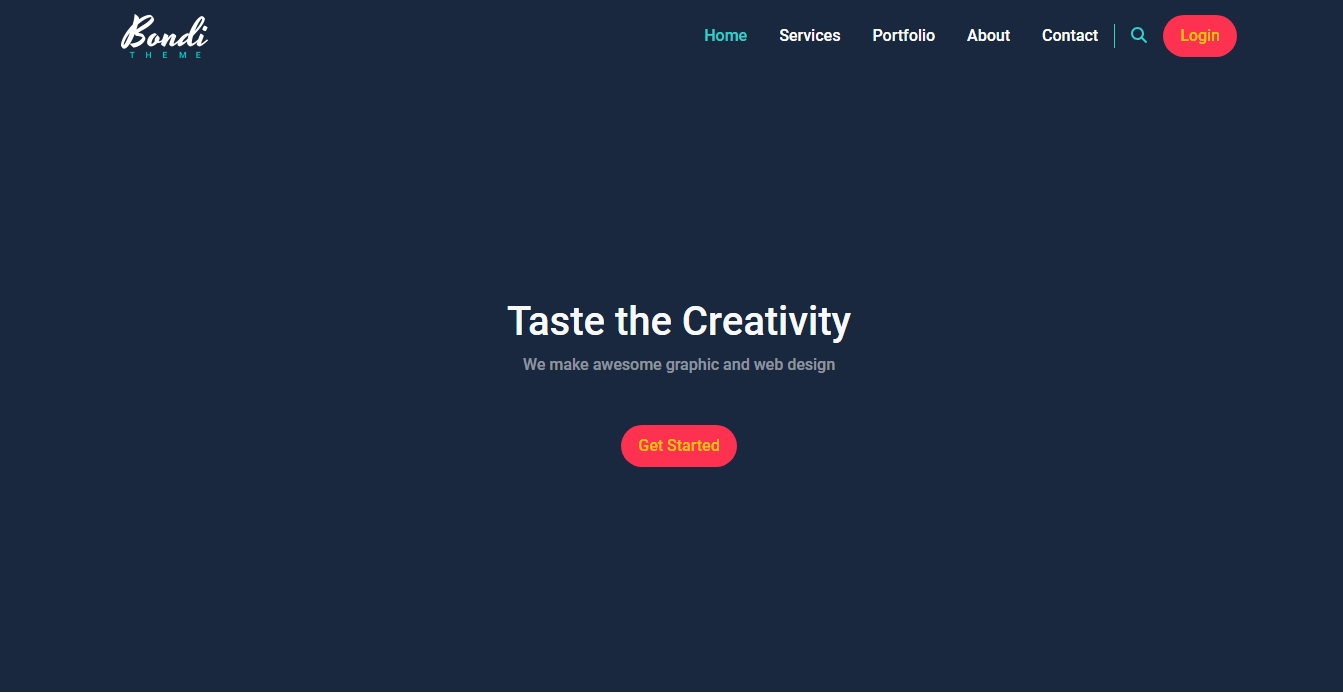 Bondi
THEME
Home Services Portfolio About Contact Login
Taste the Creativity
We make awesome graphic and web design
Get Started